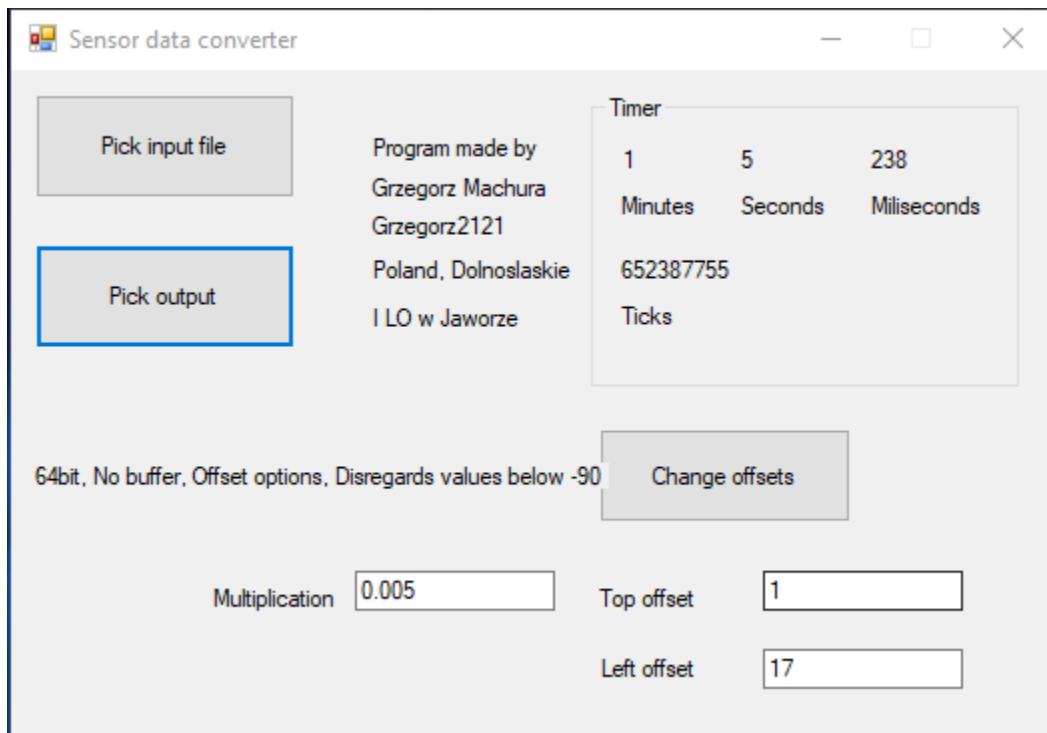 Sensor data converter
Pick input file
Pick output
Program made by
Grzegorz Machura
Grzegorz2121
Poland, Dolnoslaskie
I LO w Jaworze
Timer
1 5 238
Minutes Seconds Miliseconds
652387755
Ticks
64bit, No buffer, Offset options, Disregards values below -90
Change offsets
Multiplication 0.005
Top offset 1
Left offset 17